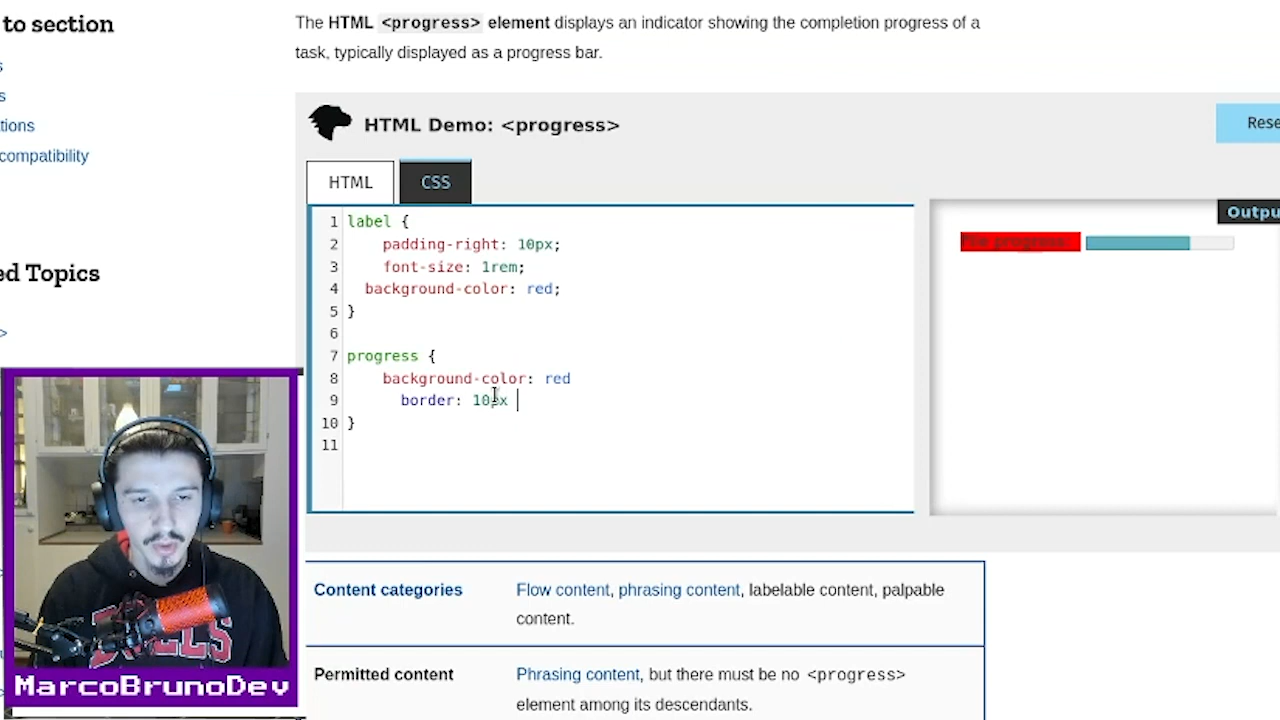 to section
The HTML <progress> element displays an indicator showing the completion progress of a
task, typically displayed as a progress bar.
s
s
tions
compatibility
ed Topics
>
HTML Demo: <progress>
Rese
HTML
CSS
Outpu
1 label {
2 padding-right: 10px;
3 font-size: 1rem;
4 background-color: red;
5 }
6
7 progress {
8 background-color: red
9 border: 10px
10 }
11
File progress:
Content categories
Flow content, phrasing content, labelable content, palpable
content.
Permitted content
Phrasing content, but there must be no <progress>
element among its descendants.
BULLS
MarcoBrunoDev